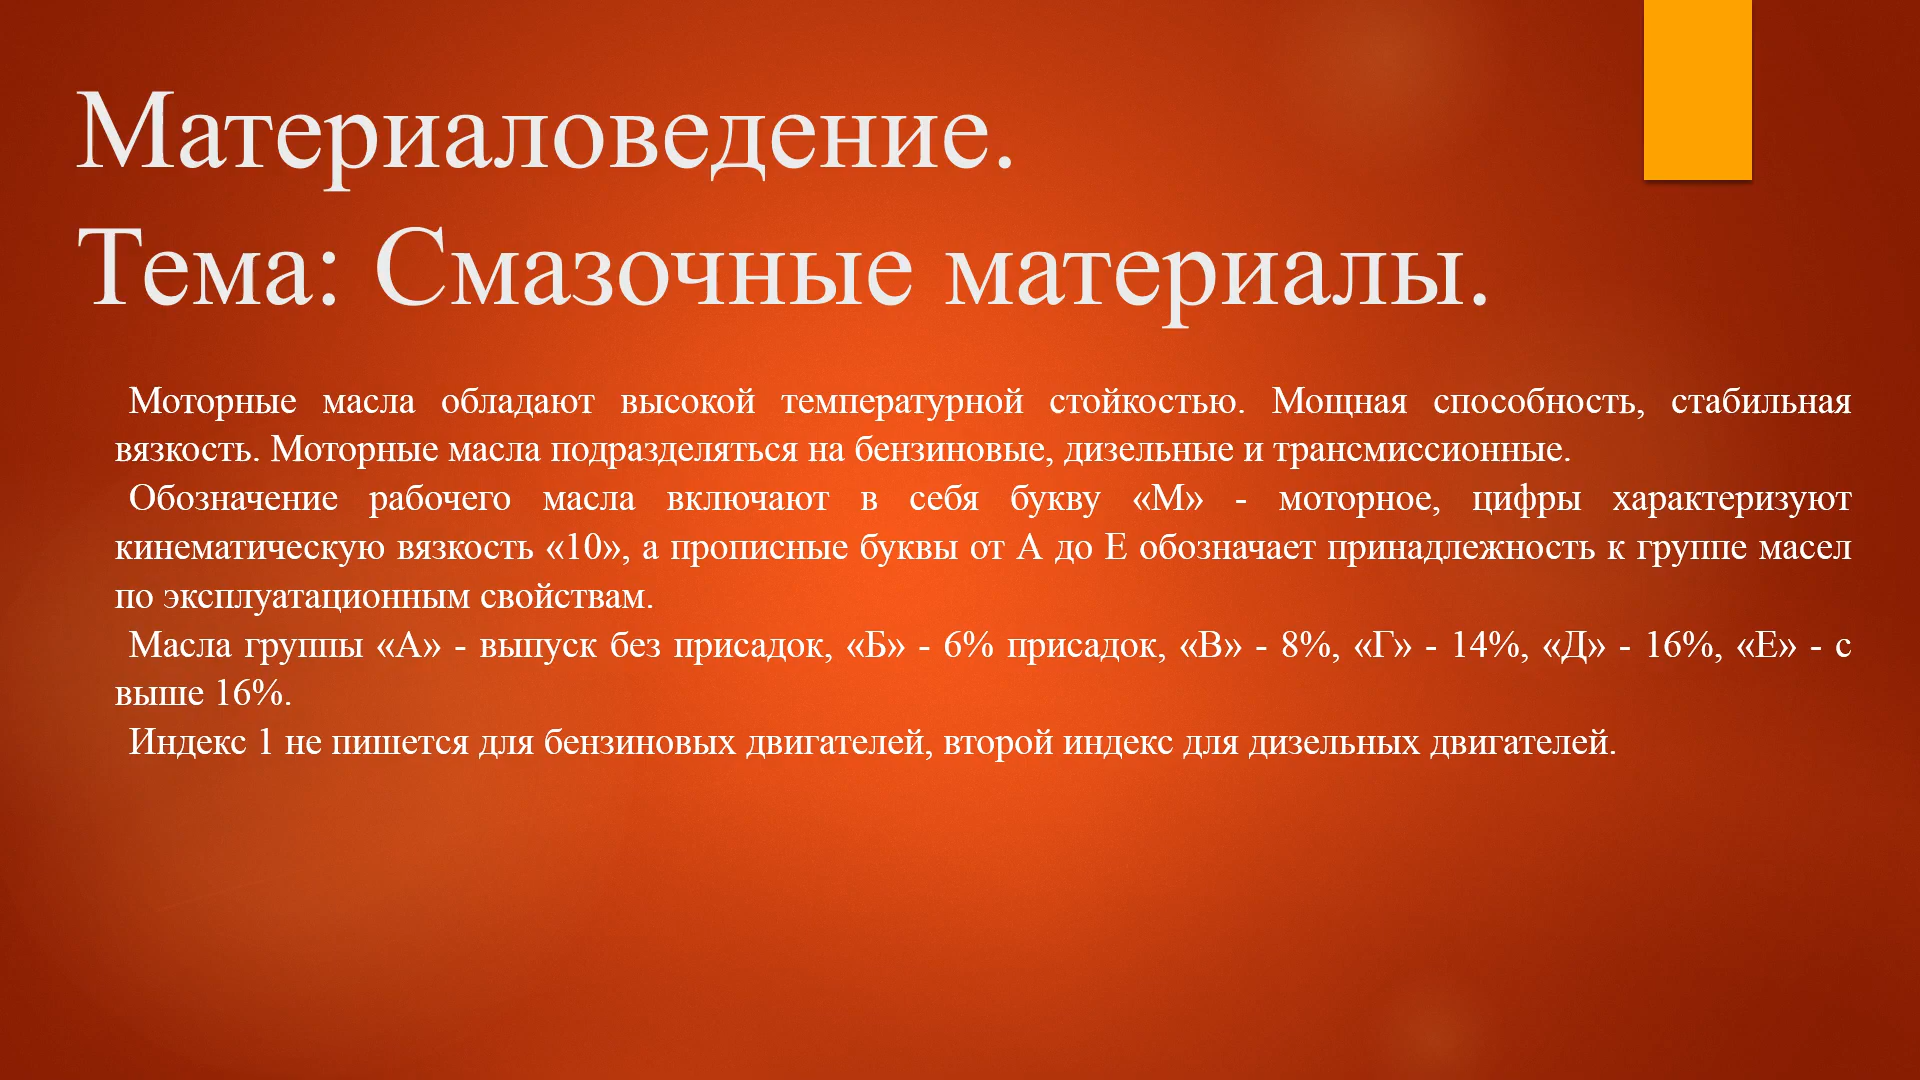 Материаловедение.
Тема: Смазочные материалы.
Моторные масла обладают высокой температурной стойкостью. Мощная способность, стабильная
вязкость. Моторные масла подразделяться на бензиновые, дизельные и трансмиссионные.
Обозначение рабочего масла включают в себя букву «М» - моторное, цифры характеризуют
кинематическую вязкость «10», а прописные буквы от А до Е обозначает принадлежность к группе масел
по эксплуатационным свойствам.
Масла группы «А» - выпуск без присадок, «Б» - 6% присадок, «В» - 8%, «Г» - 14%, «Д» - 16%, «Е» - с
выше 16%.
Индекс 1 не пишется для бензиновых двигателей, второй индекс для дизельных двигателей.